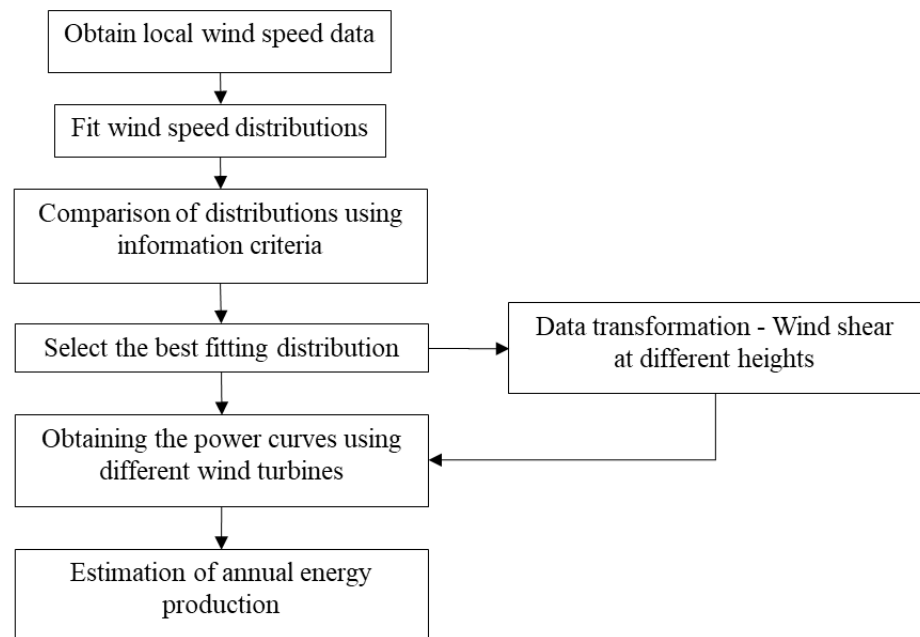 Obtain local wind speed data
Fit wind speed distributions
Comparison of distributions using
information criteria
Select the best fitting distribution
Data transformation - Wind shear
at different heights
Obtaining the power curves using
different wind turbines
Estimation of annual energy
production